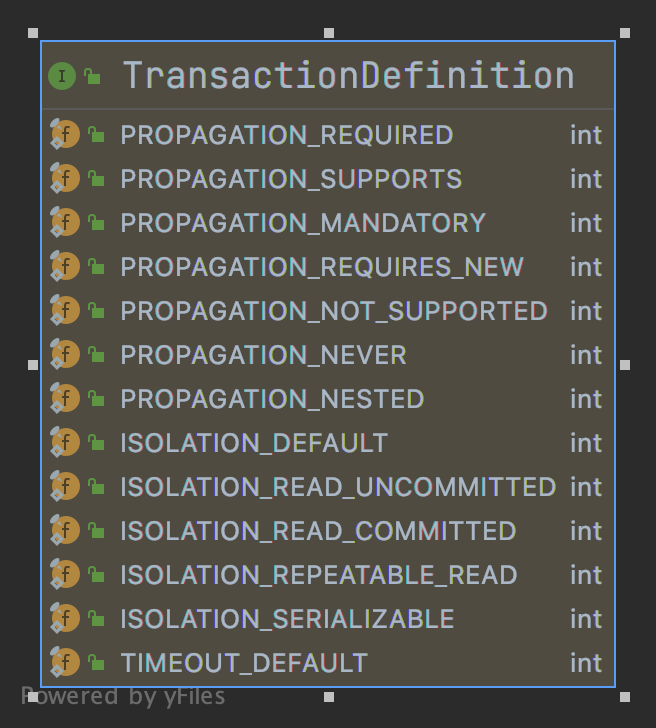 I TransactionDefinition
f PROPAGATION_REQUIRED int
f PROPAGATION_SUPPORTS int
f PROPAGATION_MANDATORY int
f PROPAGATION_REQUIRES_NEW int
f PROPAGATION_NOT_SUPPORTED int
f PROPAGATION_NEVER int
f PROPAGATION_NESTED int
f ISOLATION_DEFAULT int
f ISOLATION_READ_UNCOMMITTED int
f ISOLATION_READ_COMMITTED int
f ISOLATION_REPEATABLE_READ int
f ISOLATION_SERIALIZABLE int
f TIMEOUT_DEFAULT int
Powered by yFiles